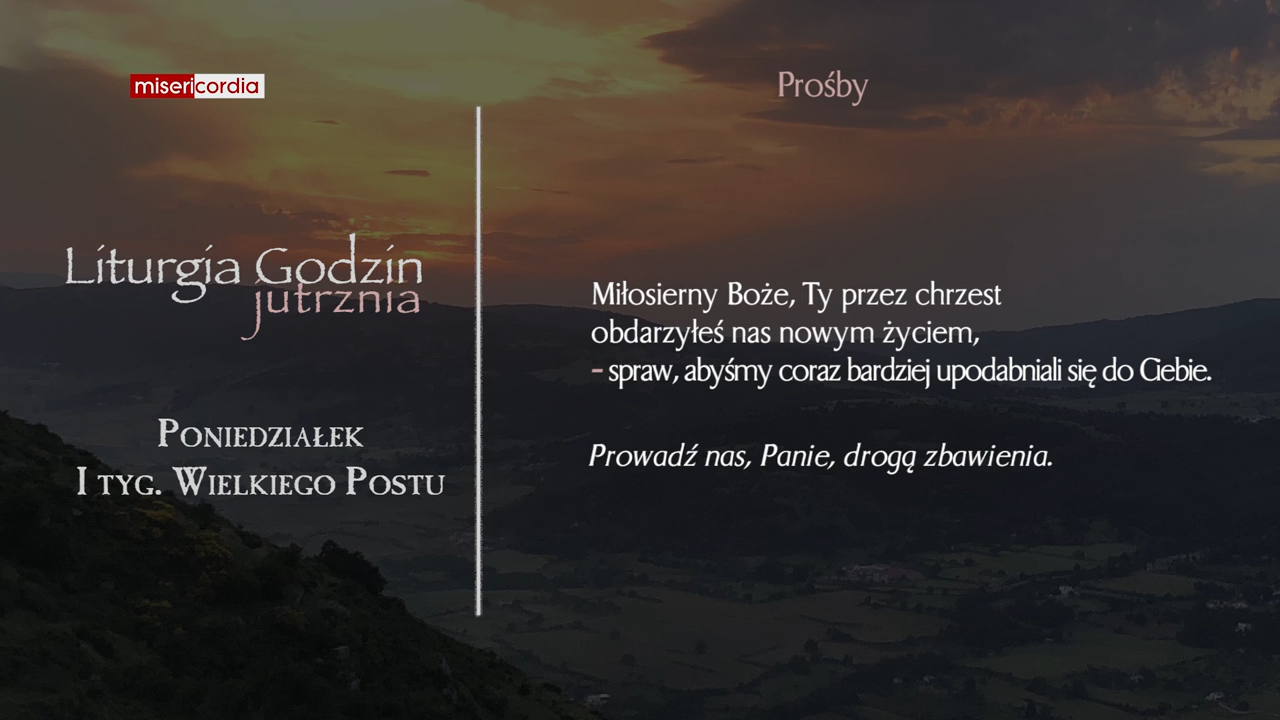 misericordia
Liturgia Godzin
jutrznia
Poniedziałek
I tyg. Wielkiego Postu
Prośby
Miłosierny Boże, Ty przez chrzest
obdarzyłeś nas nowym życiem,
- spraw, abyśmy coraz bardziej upodabniali się do Ciebie.
Prowadź nas, Panie, drogą zbawienia.